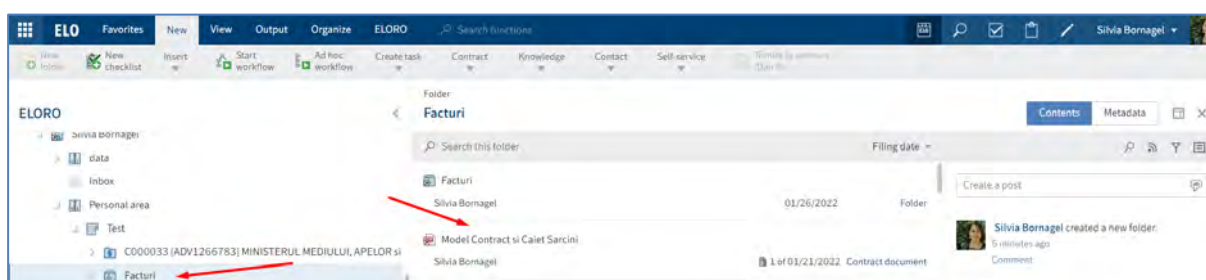 ELO Favorites New View Output Organize ELORO Search functions Silvia Bornagel
New New Insert Start Ad hoc Create task Contract Knowledge Contact Self-service
checklist workflow workflow
Folder
ELORO Facturi Contents Metadata
Silvia Bornagel
Search this folder Filing date
data
Inbox Facturi Create a post
Personal area Silvia Bornagel 01/26/2022 Folder
Test Silvia Bornagel created a new folder.
Model Contract si Caiet Sarcini 5 minutes ago
C000033 (ADV1266783) MINISTERUL MEDIULUI, APELOR si
Silvia Bornagel 1 of 01/21/2022 Contract document Comment
Facturi